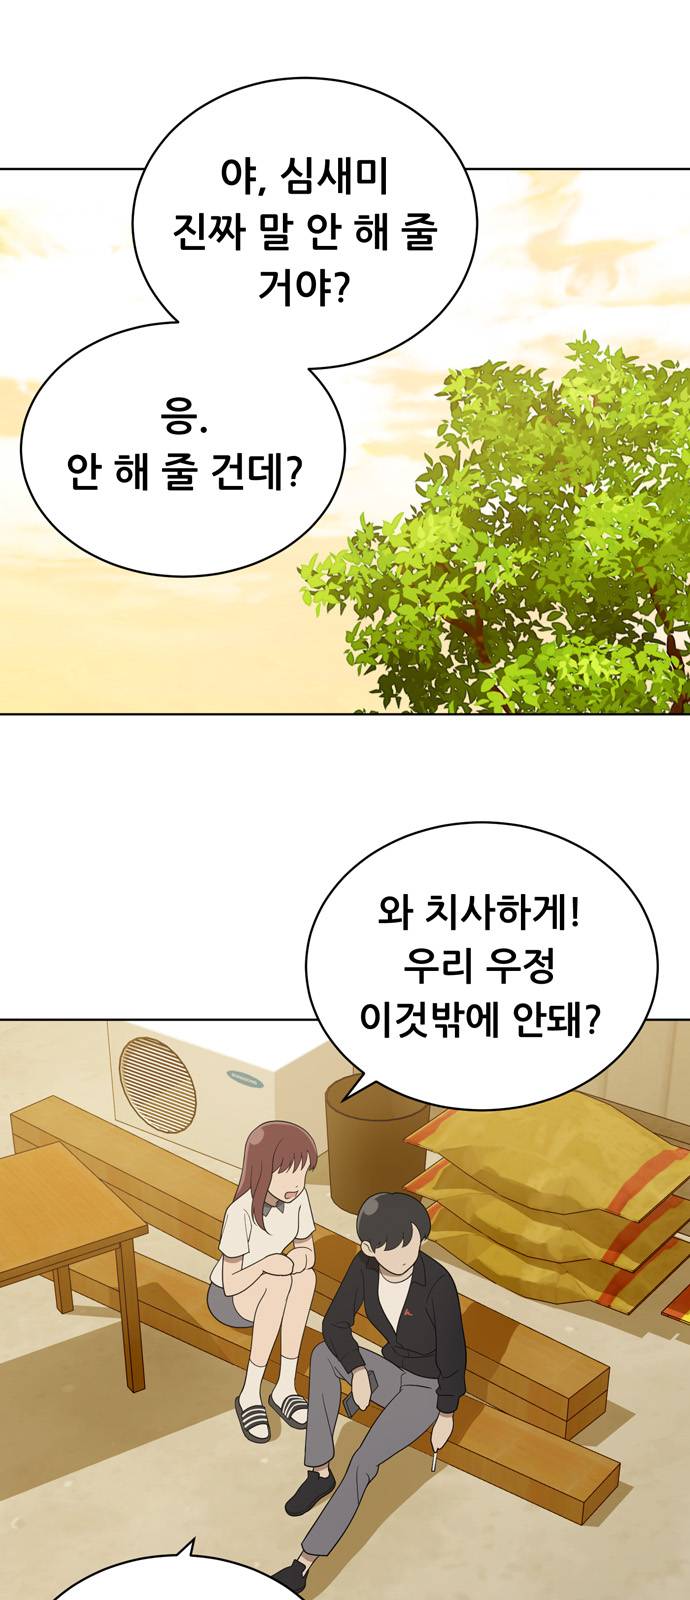 야, 심새미
진짜 말 안 해 줄
거야?
응.
안 해 줄 건데?
와 치사하게!
우리 우정
이것밖에 안돼?